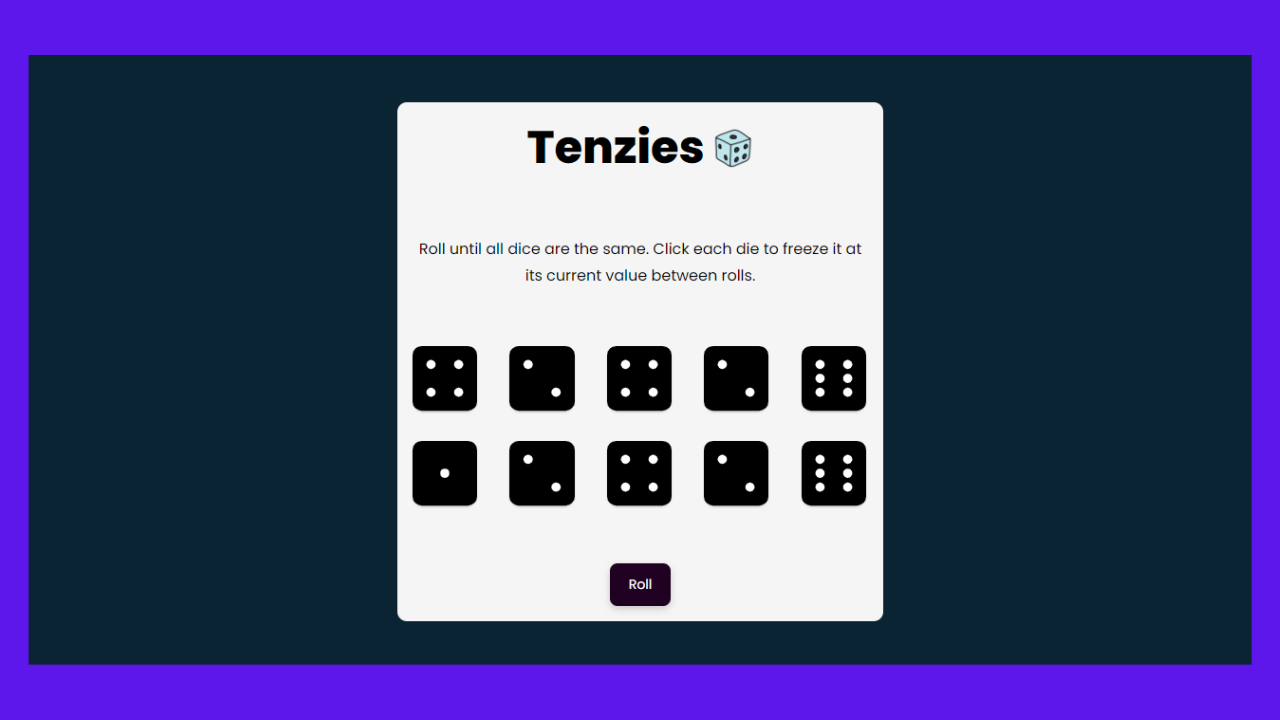 Tenzies
Roll until all dice are the same. Click each die to freeze it at
its current value between rolls.
Roll